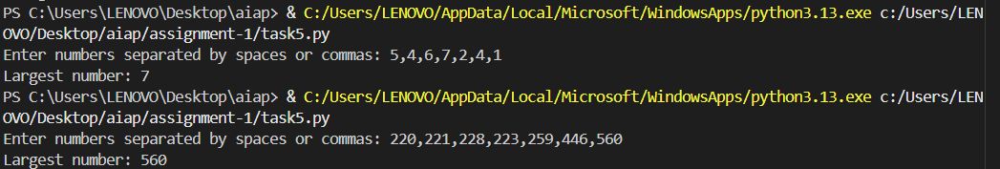 PS C:\Users\LENOVO\Desktop\aiap> & C:/Users/LENOVO/AppData/Local/Microsoft/WindowsApps/python3.13.exe c:/Users/LEN
OVO/Desktop/aiap/assignment-1/task5.py
Enter numbers separated by spaces or commas: 5,4,6,7,2,4,1
Largest number: 7
PS C:\Users\LENOVO\Desktop\aiap> & C:/Users/LENOVO/AppData/Local/Microsoft/WindowsApps/python3.13.exe c:/Users/LEN
OVO/Desktop/aiap/assignment-1/task5.py
Enter numbers separated by spaces or commas: 220,221,228,223,259,446,560
Largest number: 560